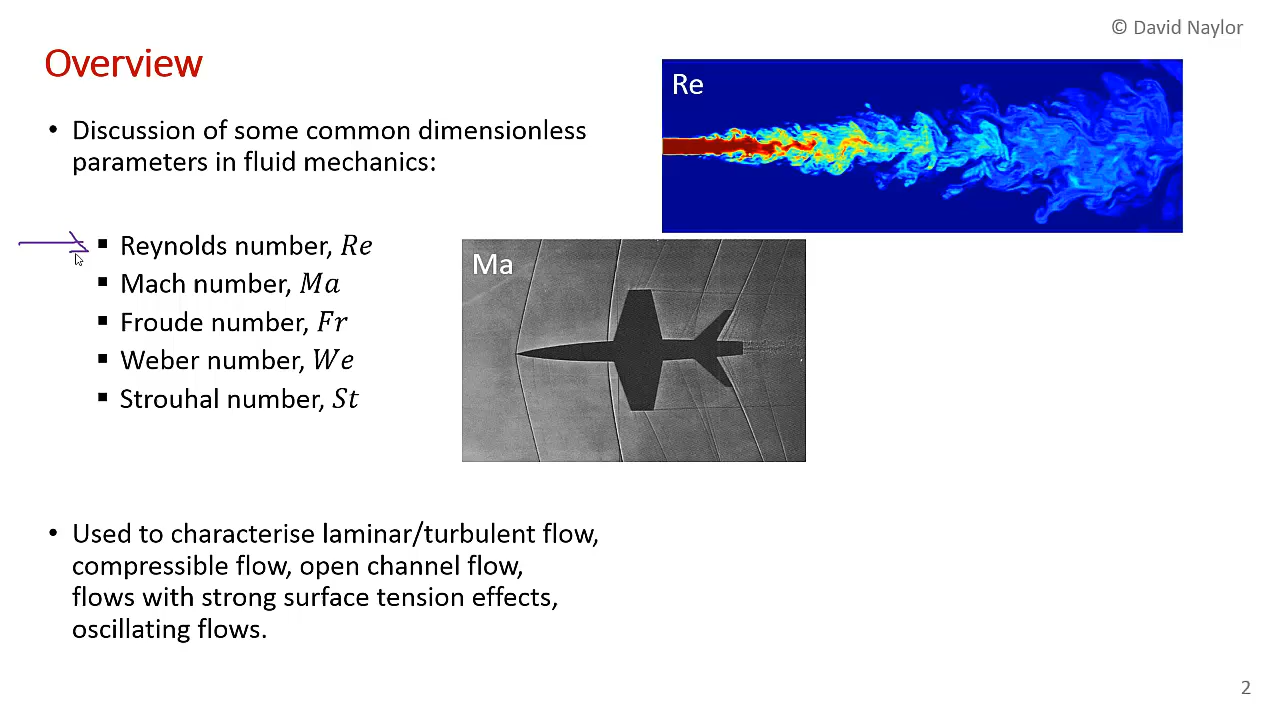 © David Naylor
Overview
• Discussion of some common dimensionless
parameters in fluid mechanics:
▪ Reynolds number, Re
▪ Mach number, Ma
▪ Froude number, Fr
▪ Weber number, We
▪ Strouhal number, St
Re
Ma
• Used to characterise laminar/turbulent flow,
compressible flow, open channel flow,
flows with strong surface tension effects,
oscillating flows.
2